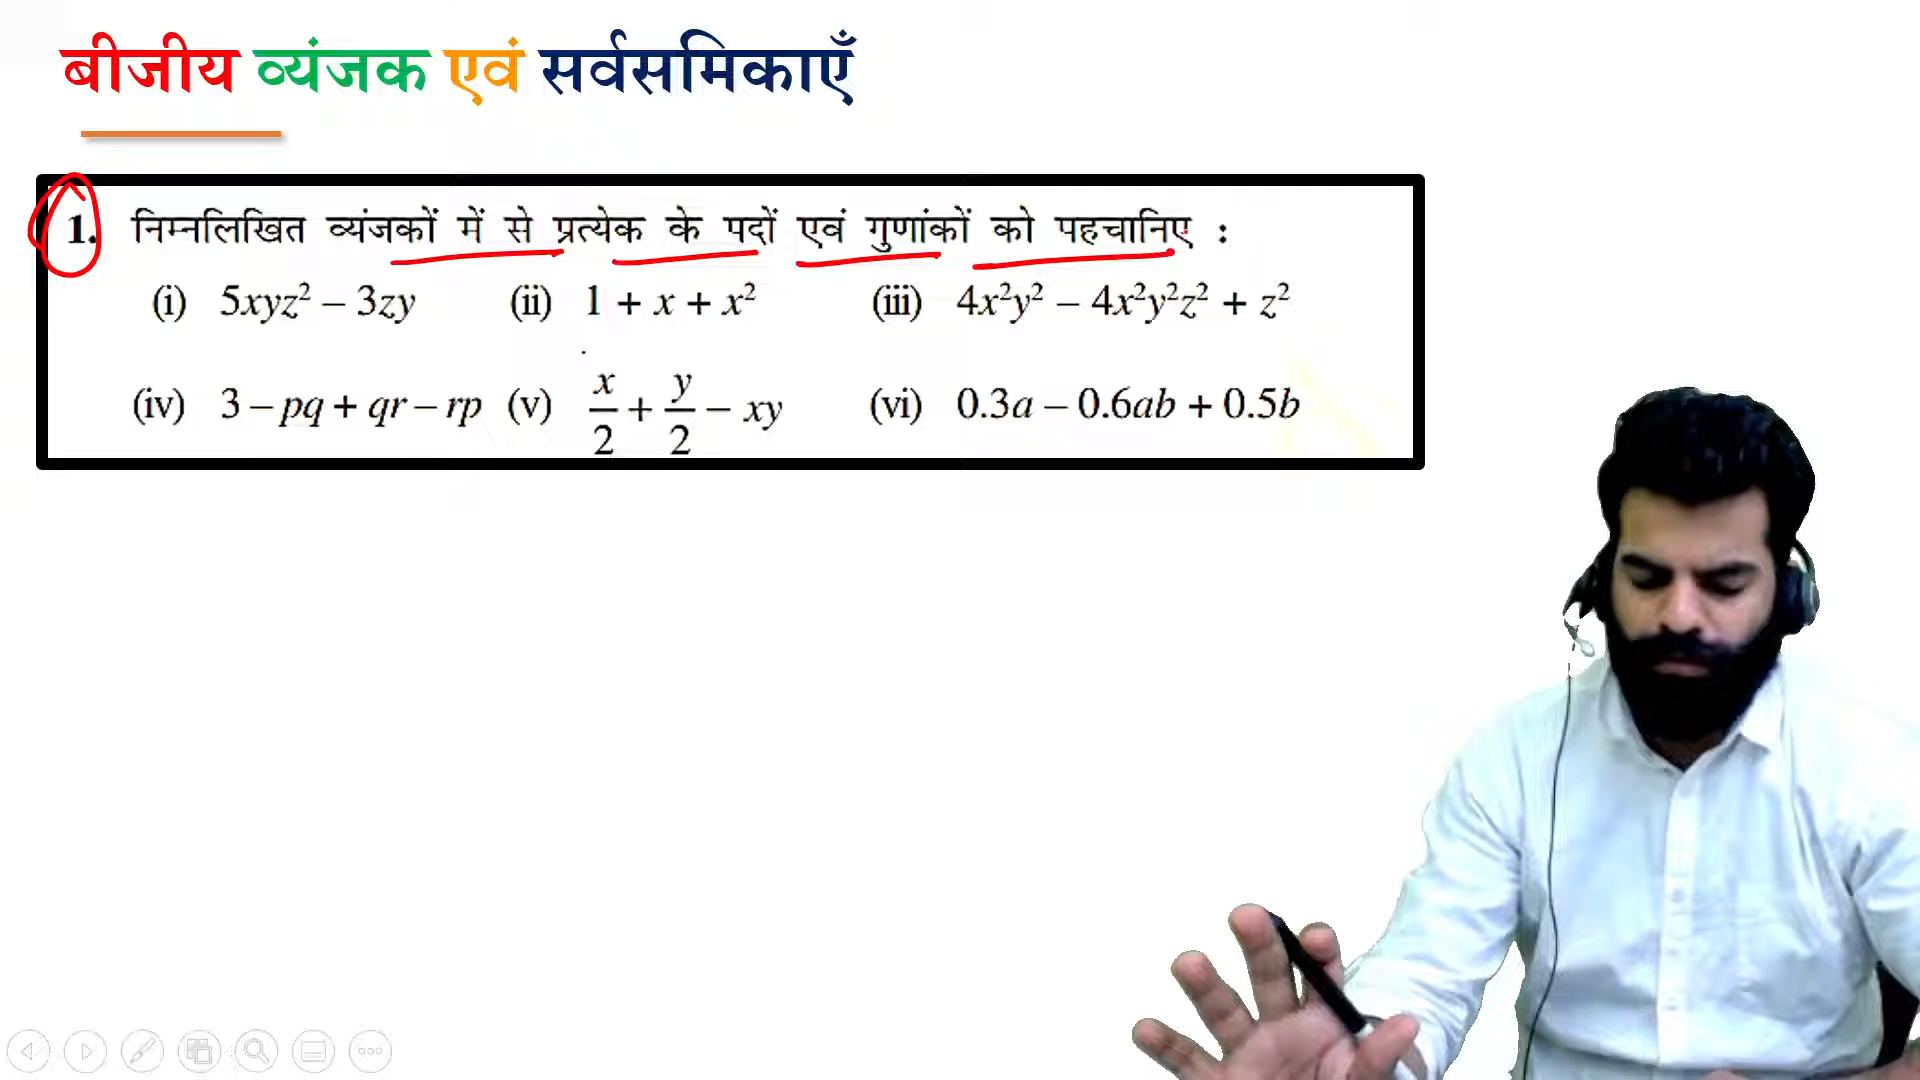 बीजीय व्यंजक एवं सर्वसमिकाएँ
1. निम्नलिखित व्यंजकों में से प्रत्येक के पदों एवं गुणांकों को पहचानिए :
(i) 5xyz² – 3zy (ii) 1 + x + x² (iii) 4x²y² – 4x²y²z² + z²
(iv) 3 – pq + qr – rp (v) x/2 + y/2 – xy (vi) 0.3a – 0.6ab + 0.5b